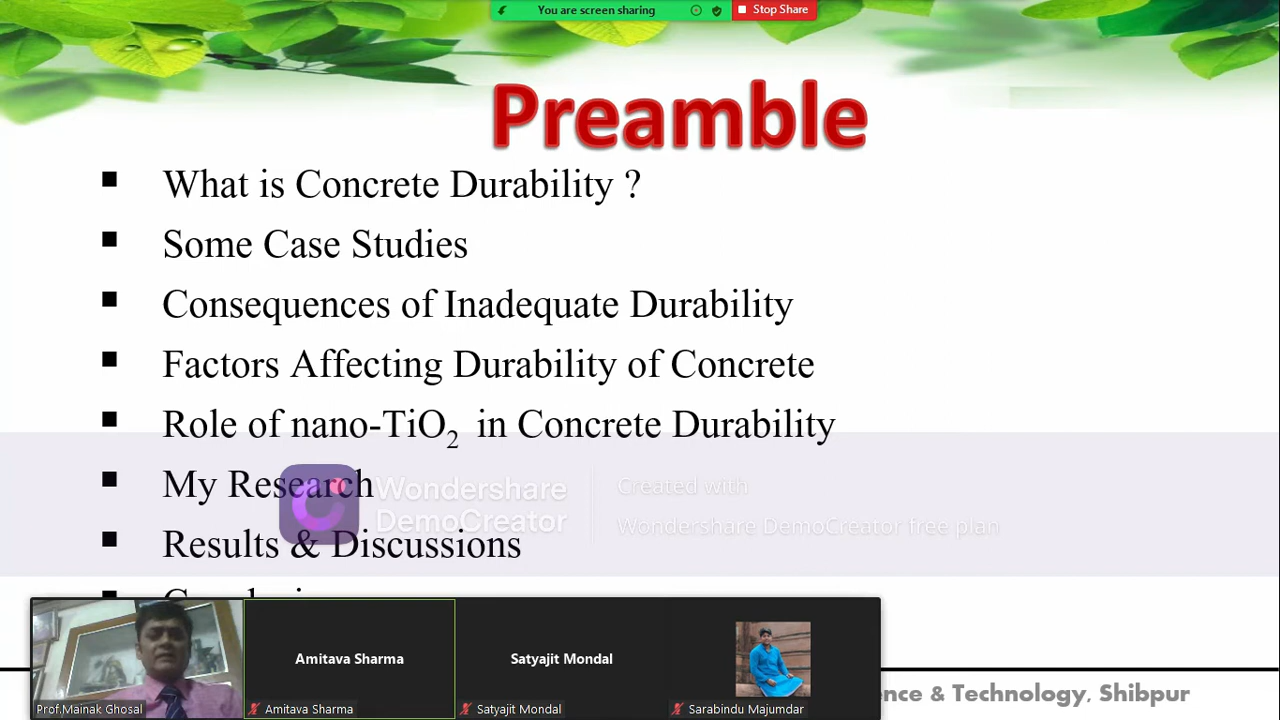 You are screen sharing
Stop Share
Preamble
What is Concrete Durability ?
Some Case Studies
Consequences of Inadequate Durability
Factors Affecting Durability of Concrete
Role of nano-TiO₂ in Concrete Durability
My Research
Wondershare DemoCreator
Created with
Wondershare DemoCreator free plan
Results & Discussions
Amitava Sharma
Satyajit Mondal
Prof.Mainak Ghosal
Amitava Sharma
Satyajit Mondal
Sarabindu Majumdar
& Technology, Shibpur